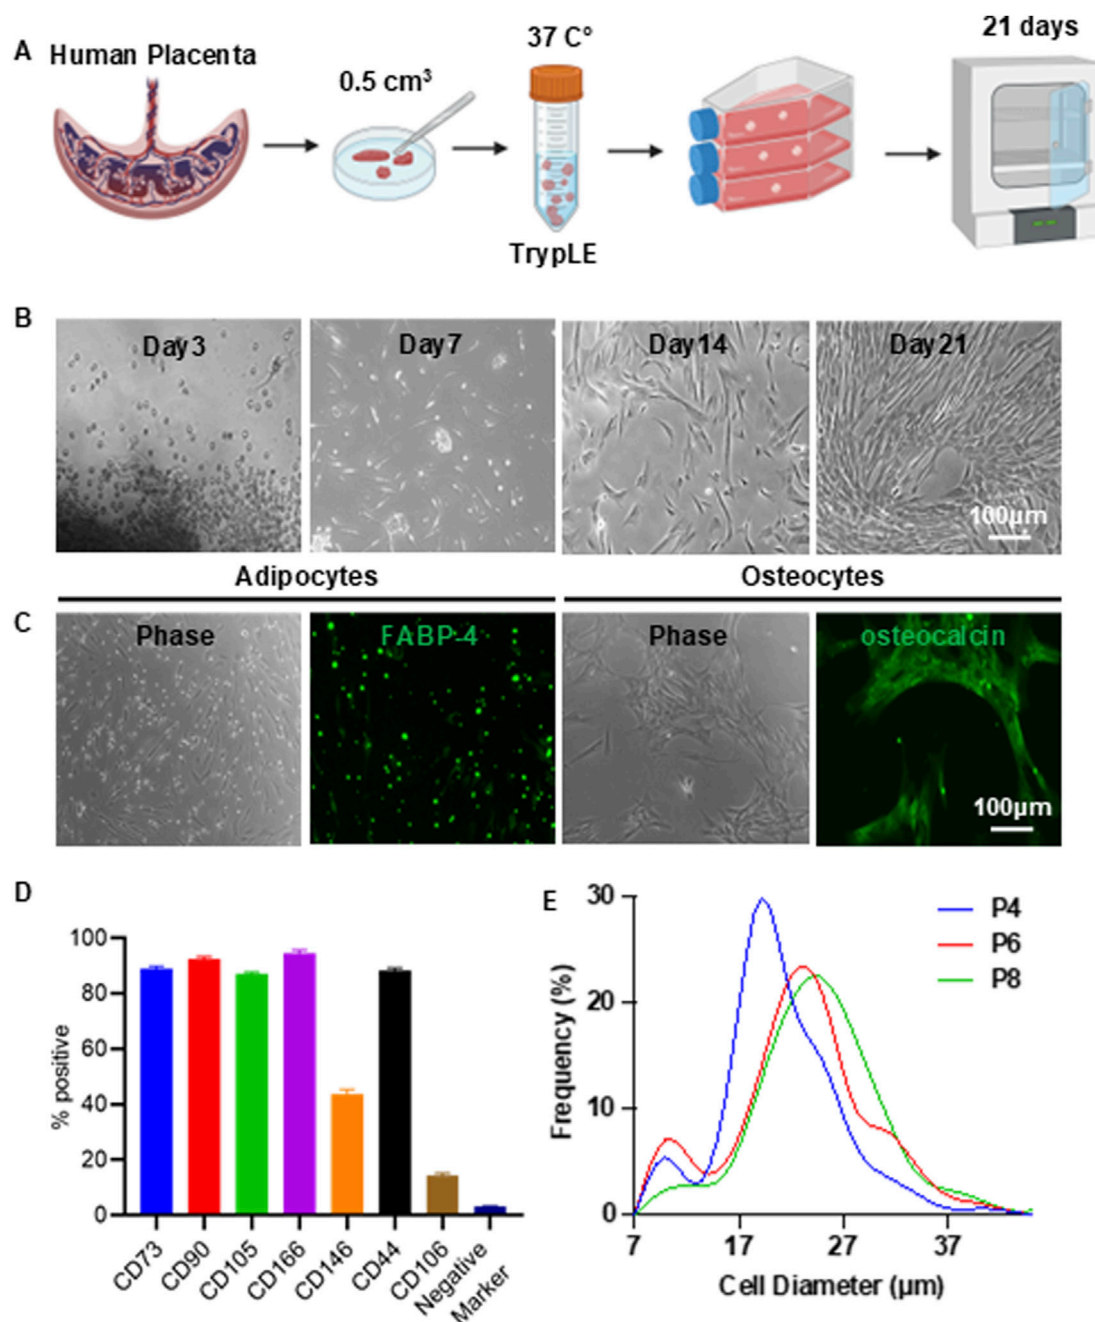 A
Human Placenta
0.5 cm³
37 C°
TrypLE
21 days
B
Day3
Day7
Day14
Day21
100µm
Adipocytes
Osteocytes
C
Phase
FABP-4
Phase
osteocalcin
100µm
D
100
80
60
40
20
0
% positive
CD73
CD90
CD105
CD166
CD146
CD44
CD106
Negative
Marker
E
30
20
10
0
Frequency (%)
7
17
27
37
Cell Diameter (µm)
P4
P6
P8